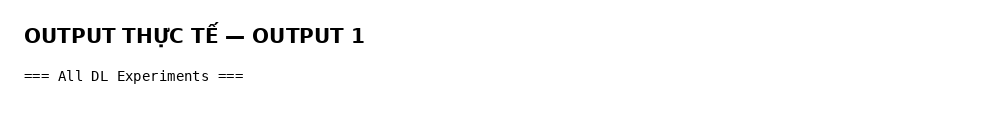 OUTPUT THỰC TẾ — OUTPUT 1
=== All DL Experiments ===